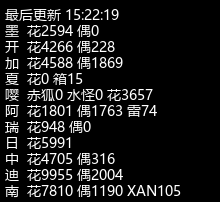 最后更新 15:22:19
墨 花2594 偶0
开 花4266 偶228
加 花4588 偶1869
夏 花0 箱15
嘤 赤狐0 水怪0 花3657
阿 花1801 偶1763 雷74
瑞 花948 偶0
日 花5991
中 花4705 偶316
迪 花9955 偶2004
南 花7810 偶1190 XAN105